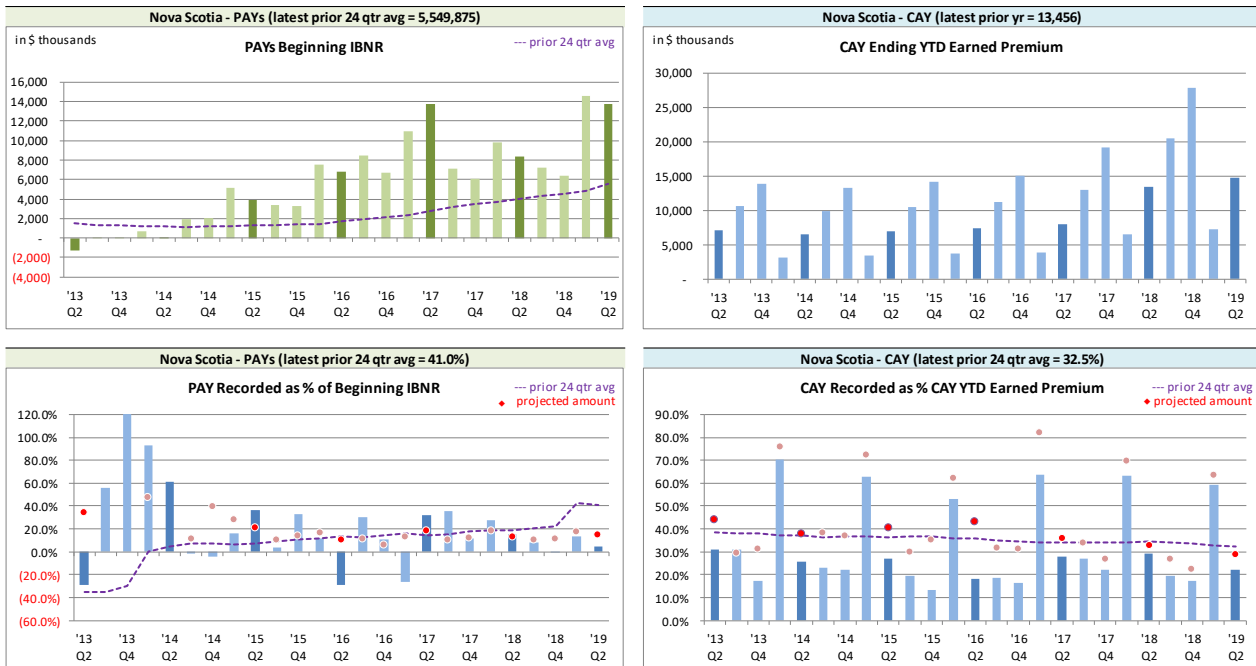 Nova Scotia - PAYs (latest prior 24 qtr avg = 5,549,875)
in $ thousands
PAYs Beginning IBNR
--- prior 24 qtr avg
16,000
14,000
12,000
10,000
8,000
6,000
4,000
2,000
-
(2,000)
(4,000)
'13 '13 '14 '14 '15 '15 '16 '16 '17 '17 '18 '18 '19
Q2 Q4 Q2 Q4 Q2 Q4 Q2 Q4 Q2 Q4 Q2 Q4 Q2
Nova Scotia - CAY (latest prior yr = 13,456)
in $ thousands
CAY Ending YTD Earned Premium
30,000
25,000
20,000
15,000
10,000
5,000
-
'13 '13 '14 '14 '15 '15 '16 '16 '17 '17 '18 '18 '19
Q2 Q4 Q2 Q4 Q2 Q4 Q2 Q4 Q2 Q4 Q2 Q4 Q2
Nova Scotia - PAYs (latest prior 24 qtr avg = 41.0%)
PAY Recorded as % of Beginning IBNR
--- prior 24 qtr avg
projected amount
120.0%
100.0%
80.0%
60.0%
40.0%
20.0%
0.0%
(20.0%)
(40.0%)
(60.0%)
'13 '13 '14 '14 '15 '15 '16 '16 '17 '17 '18 '18 '19
Q2 Q4 Q2 Q4 Q2 Q4 Q2 Q4 Q2 Q4 Q2 Q4 Q2
Nova Scotia - CAY (latest prior 24 qtr avg = 32.5%)
CAY Recorded as % CAY YTD Earned Premium
--- prior 24 qtr avg
projected amount
90.0%
80.0%
70.0%
60.0%
50.0%
40.0%
30.0%
20.0%
10.0%
0.0%
'13 '13 '14 '14 '15 '15 '16 '16 '17 '17 '18 '18 '19
Q2 Q4 Q2 Q4 Q2 Q4 Q2 Q4 Q2 Q4 Q2 Q4 Q2